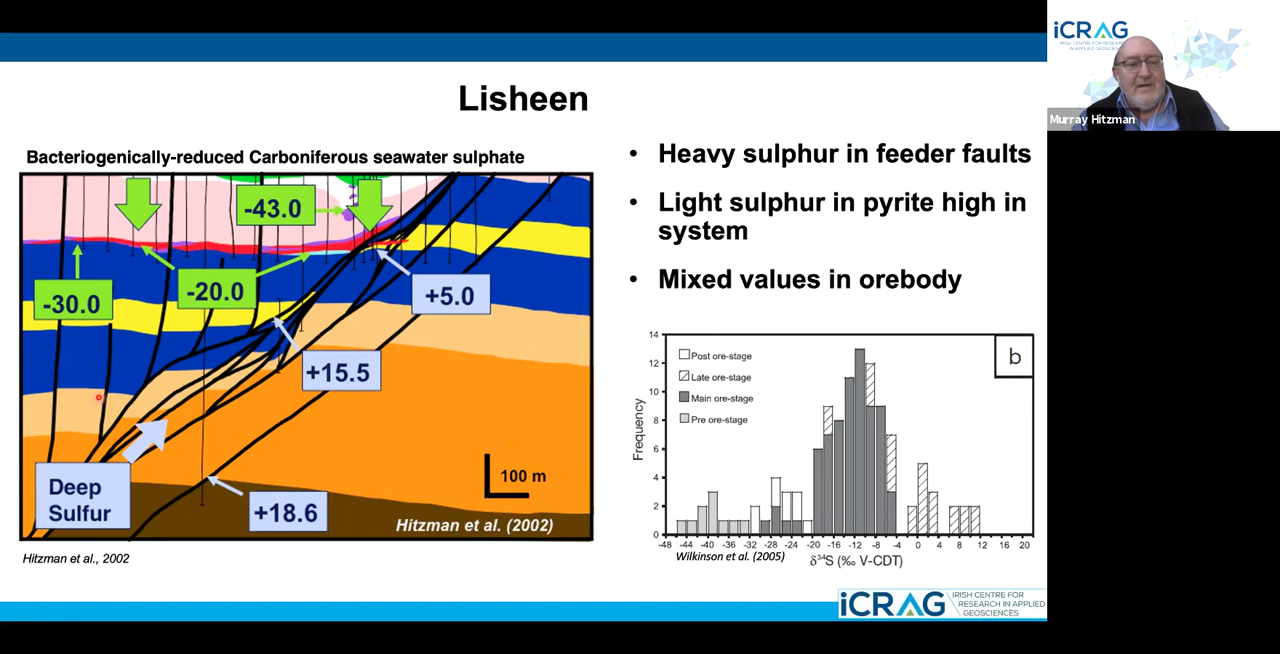 iCRAG
IRISH CENTRE FOR RESEARCH
IN APPLIED GEOSCIENCES
Murray Hitzman
Lisheen
Bacteriogenically-reduced Carboniferous seawater sulphate
-43.0
-20.0
-30.0
+5.0
+15.5
Deep
Sulfur
+18.6
100 m
Hitzman et al. (2002)
Hitzman et al., 2002
• Heavy sulphur in feeder faults
• Light sulphur in pyrite high in
system
• Mixed values in orebody
b
Post ore-stage
Late ore-stage
Main ore-stage
Pre ore-stage
Frequency
14
12
10
8
6
4
2
0
-48 -44 -40 -36 -32 -28 -24 -20 -16 -12 -8 -4 0 4 8 12 16 20
Wilkinson et al. (2005)
δ³⁴S (‰ V-CDT)
iCRAG
IRISH CENTRE FOR
RESEARCH IN APPLIED
GEOSCIENCES